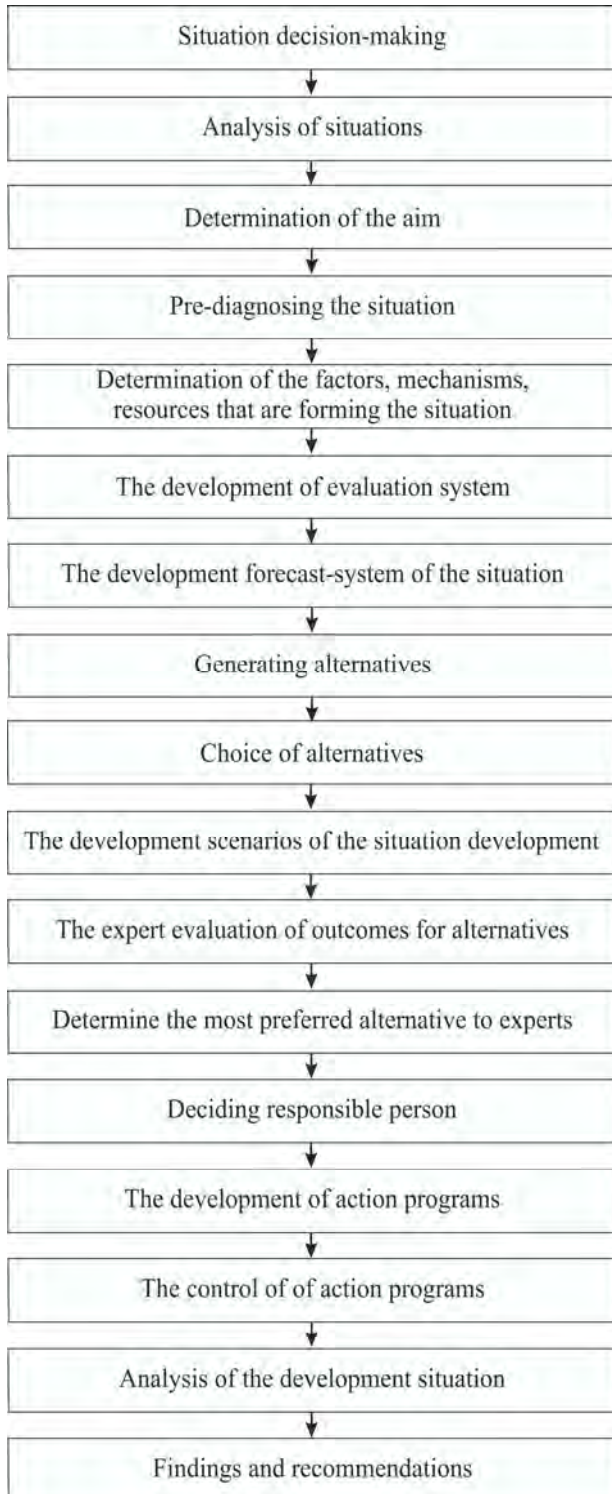 Situation decision-making
Analysis of situations
Determination of the aim
Pre-diagnosing the situation
Determination of the factors, mechanisms,
resources that are forming the situation
The development of evaluation system
The development forecast-system of the situation
Generating alternatives
Choice of alternatives
The development scenarios of the situation development
The expert evaluation of outcomes for alternatives
Determine the most preferred alternative to experts
Deciding responsible person
The development of action programs
The control of of action programs
Analysis of the development situation
Findings and recommendations